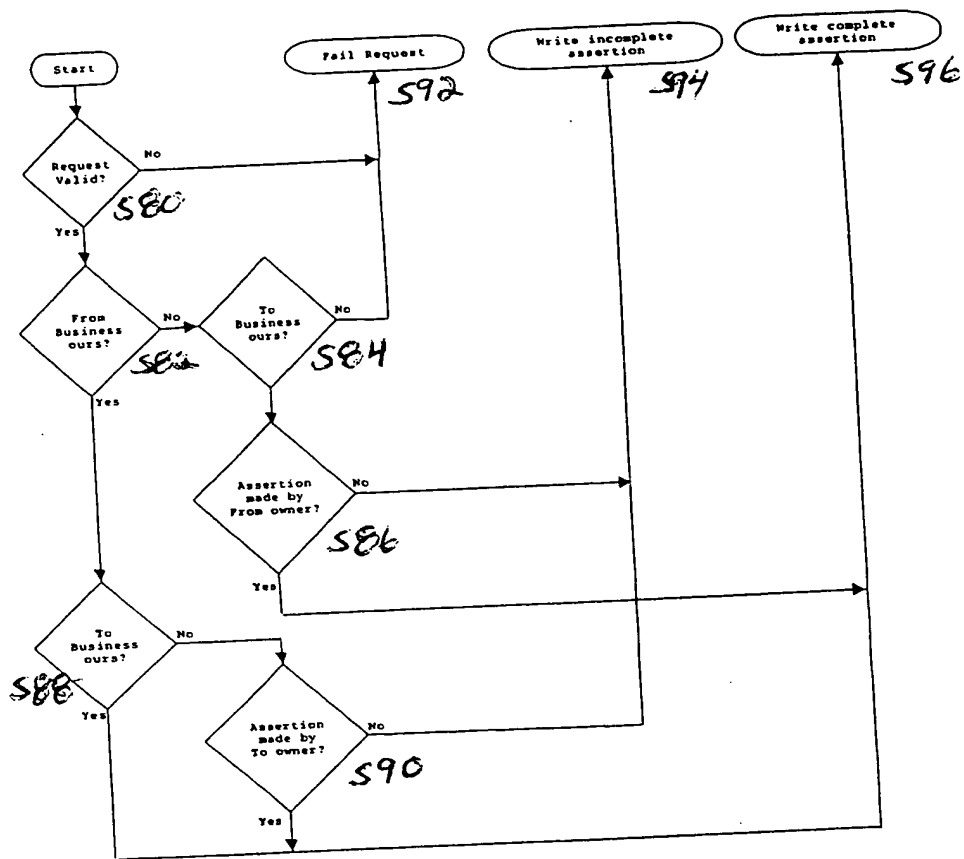 Start
Fail Request
S92
Write incomplete
assertion
S94
Write complete
assertion
S96
Request
Valid?
No
S80
Yes
From
Business
ours?
No
S82
Yes
To
Business
ours?
No
S84
Assertion
made by
From owner?
No
S86
Yes
To
Business
ours?
No
S88
Yes
Assertion
made by
To owner?
No
S90
Yes